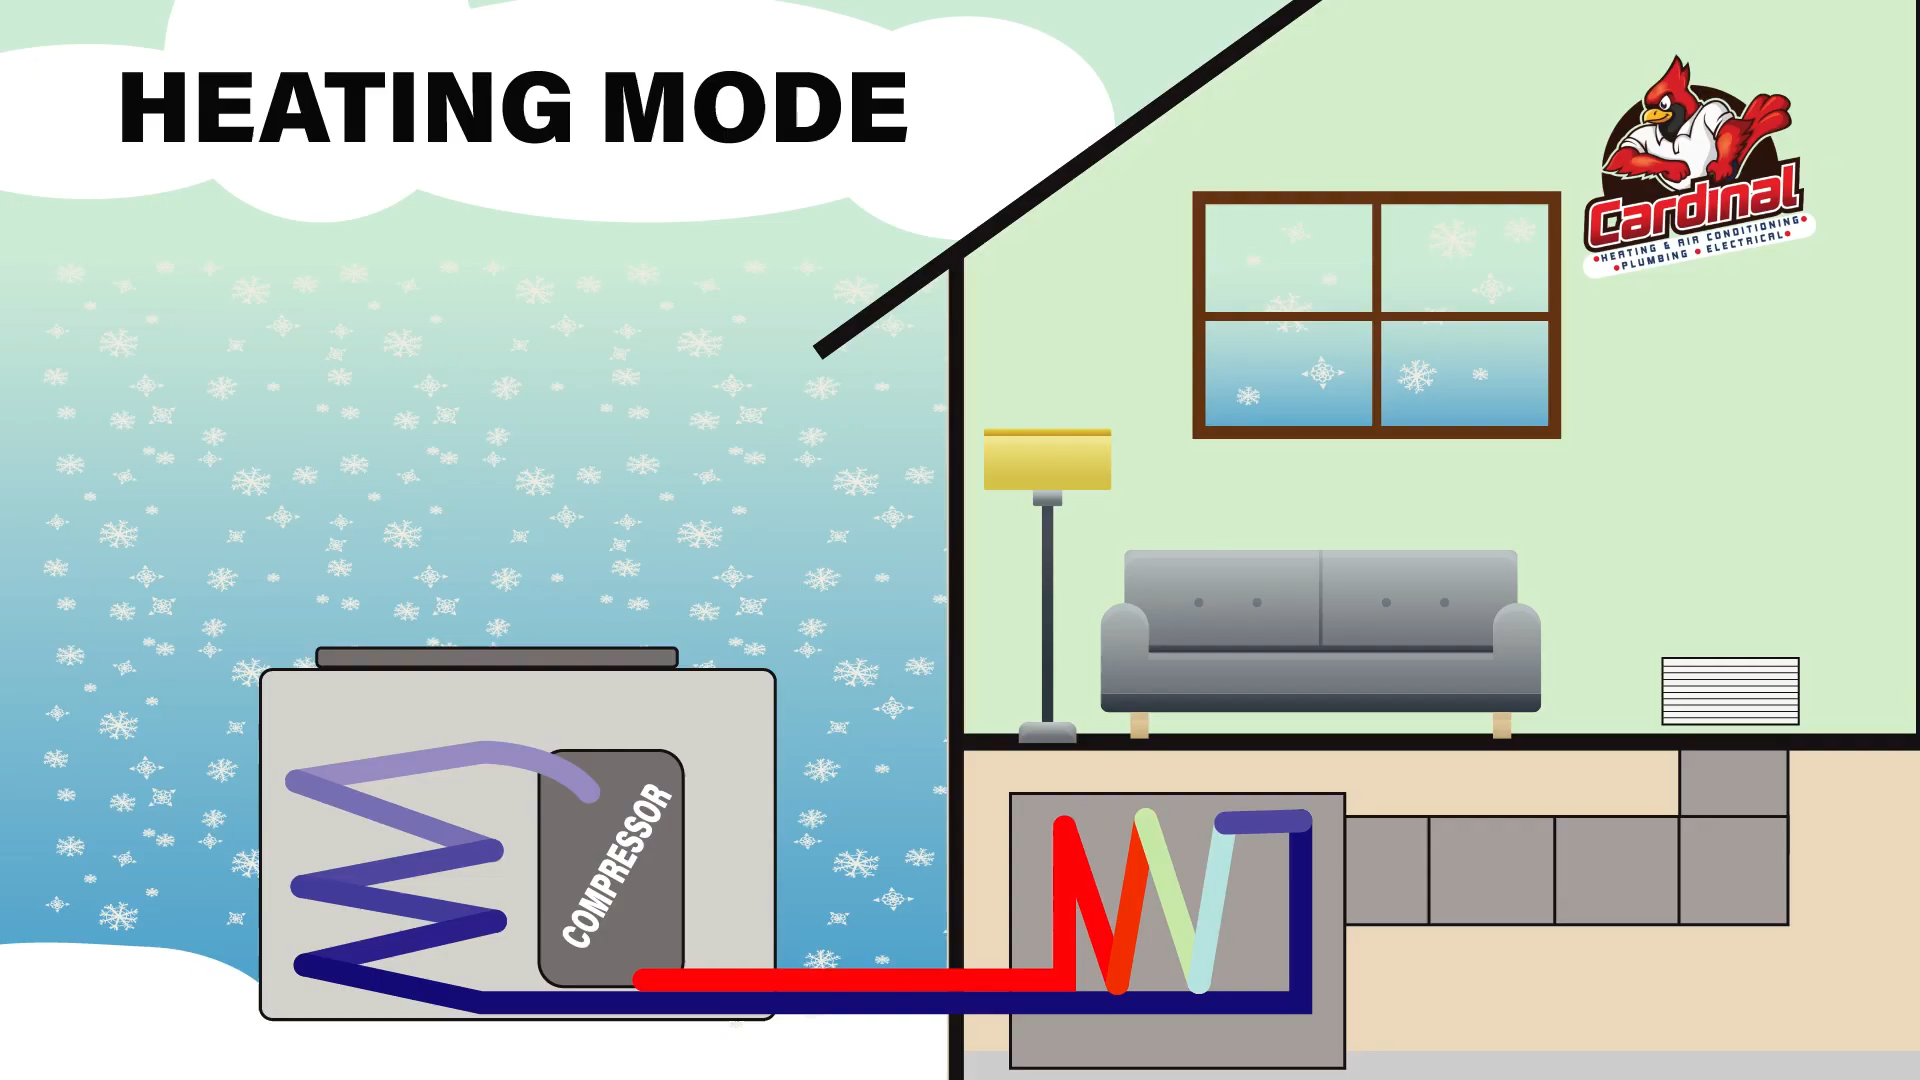 HEATING MODE
Cardinal
HEATING & AIR CONDITIONING
PLUMBING • ELECTRICAL
COMPRESSOR